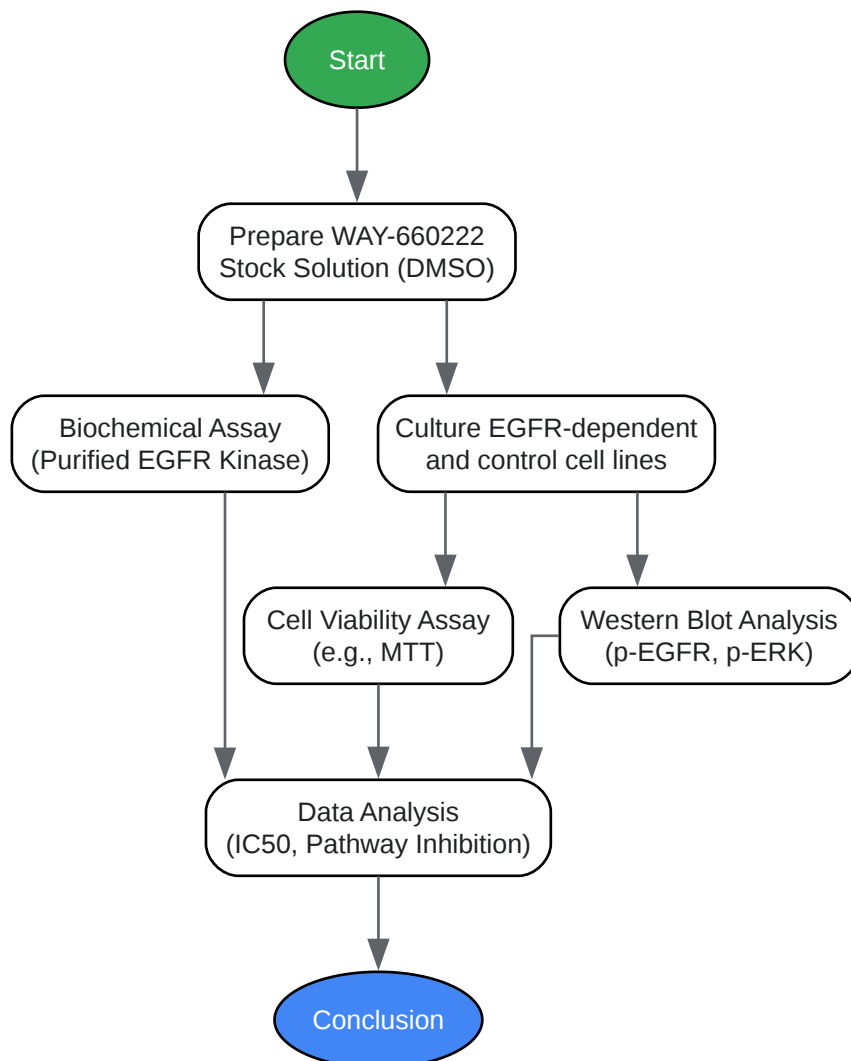 Start
Prepare WAY-660222
Stock Solution (DMSO)
Biochemical Assay
(Purified EGFR Kinase)
Culture EGFR-dependent
and control cell lines
Cell Viability Assay
(e.g., MTT)
Western Blot Analysis
(p-EGFR, p-ERK)
Data Analysis
(IC50, Pathway Inhibition)
Conclusion